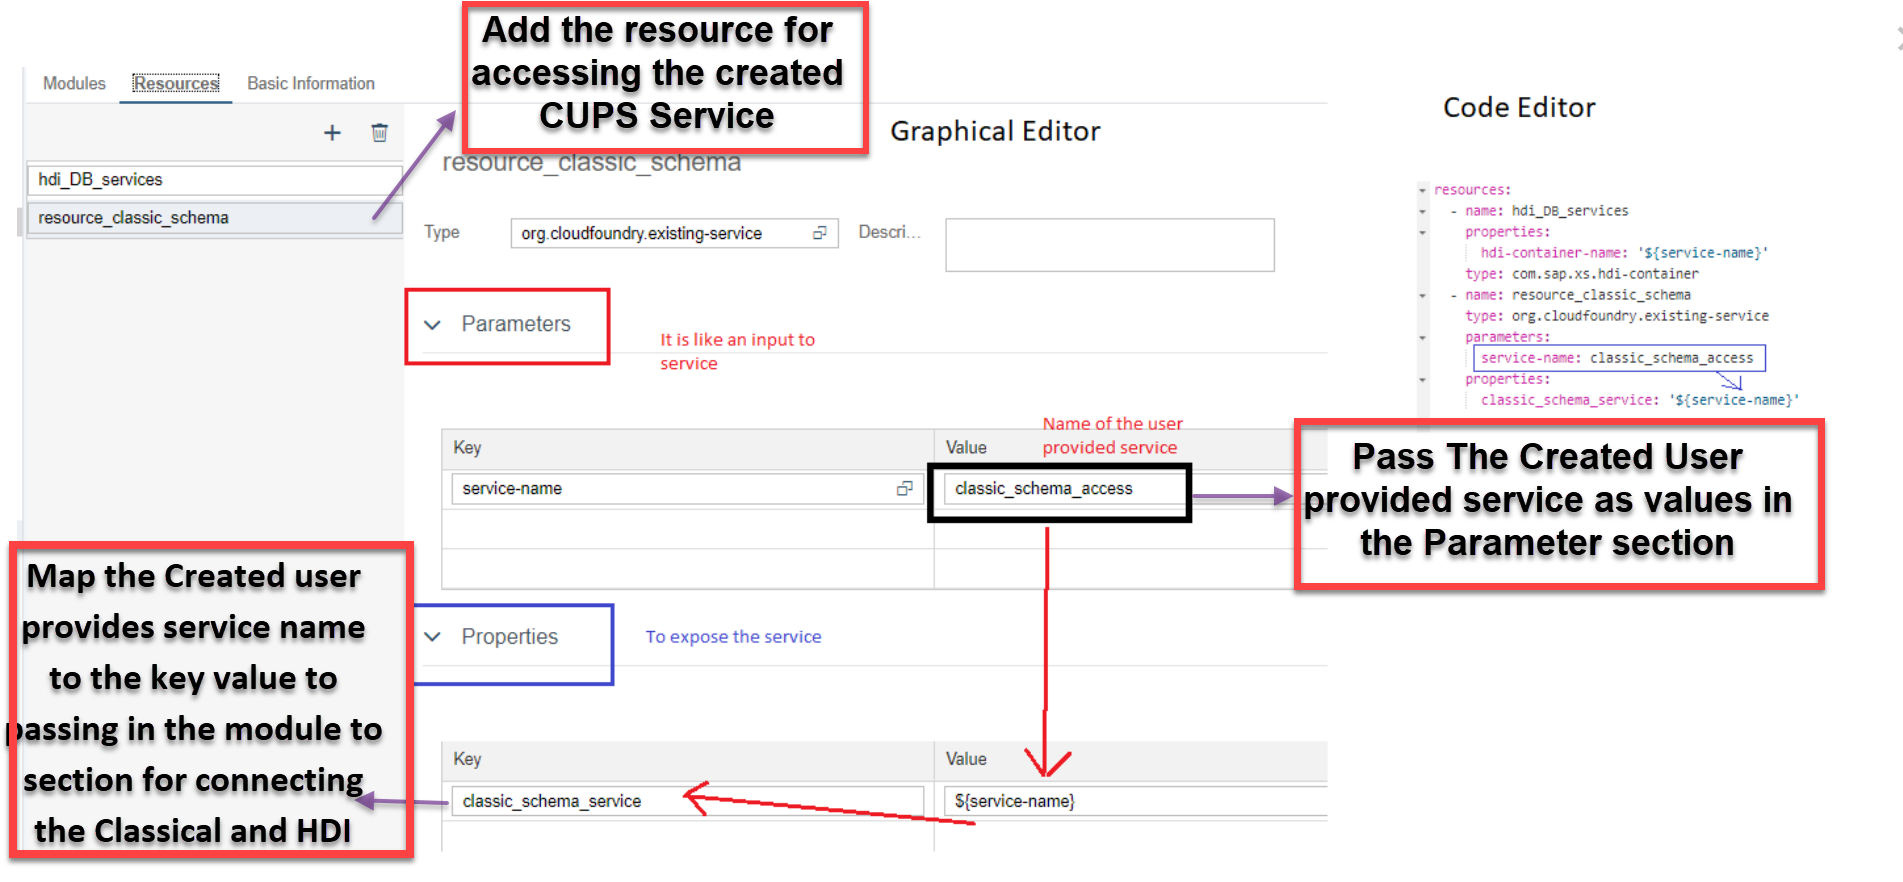 Add the resource for
accessing the created
CUPS Service
Modules Resources Basic Information
Graphical Editor
Code Editor
resource_classic_schema
hdi_DB_services
resource_classic_schema
Type org.cloudfoundry.existing-service Descri...
Parameters
It is like an input to
service
Name of the user
provided service
Key Value
service-name classic_schema_access
Properties To expose the service
Key Value
classic_schema_service ${service-name}
resources:
- name: hdi_DB_services
properties:
hdi-container-name: '${service-name}'
type: com.sap.xs.hdi-container
- name: resource_classic_schema
type: org.cloudfoundry.existing-service
parameters:
service-name: classic_schema_access
properties:
classic_schema_service: '${service-name}'
Pass The Created User
provided service as values in
the Parameter section
Map the Created user
provides service name
to the key value to
passing in the module to
section for connecting
the Classical and HDI